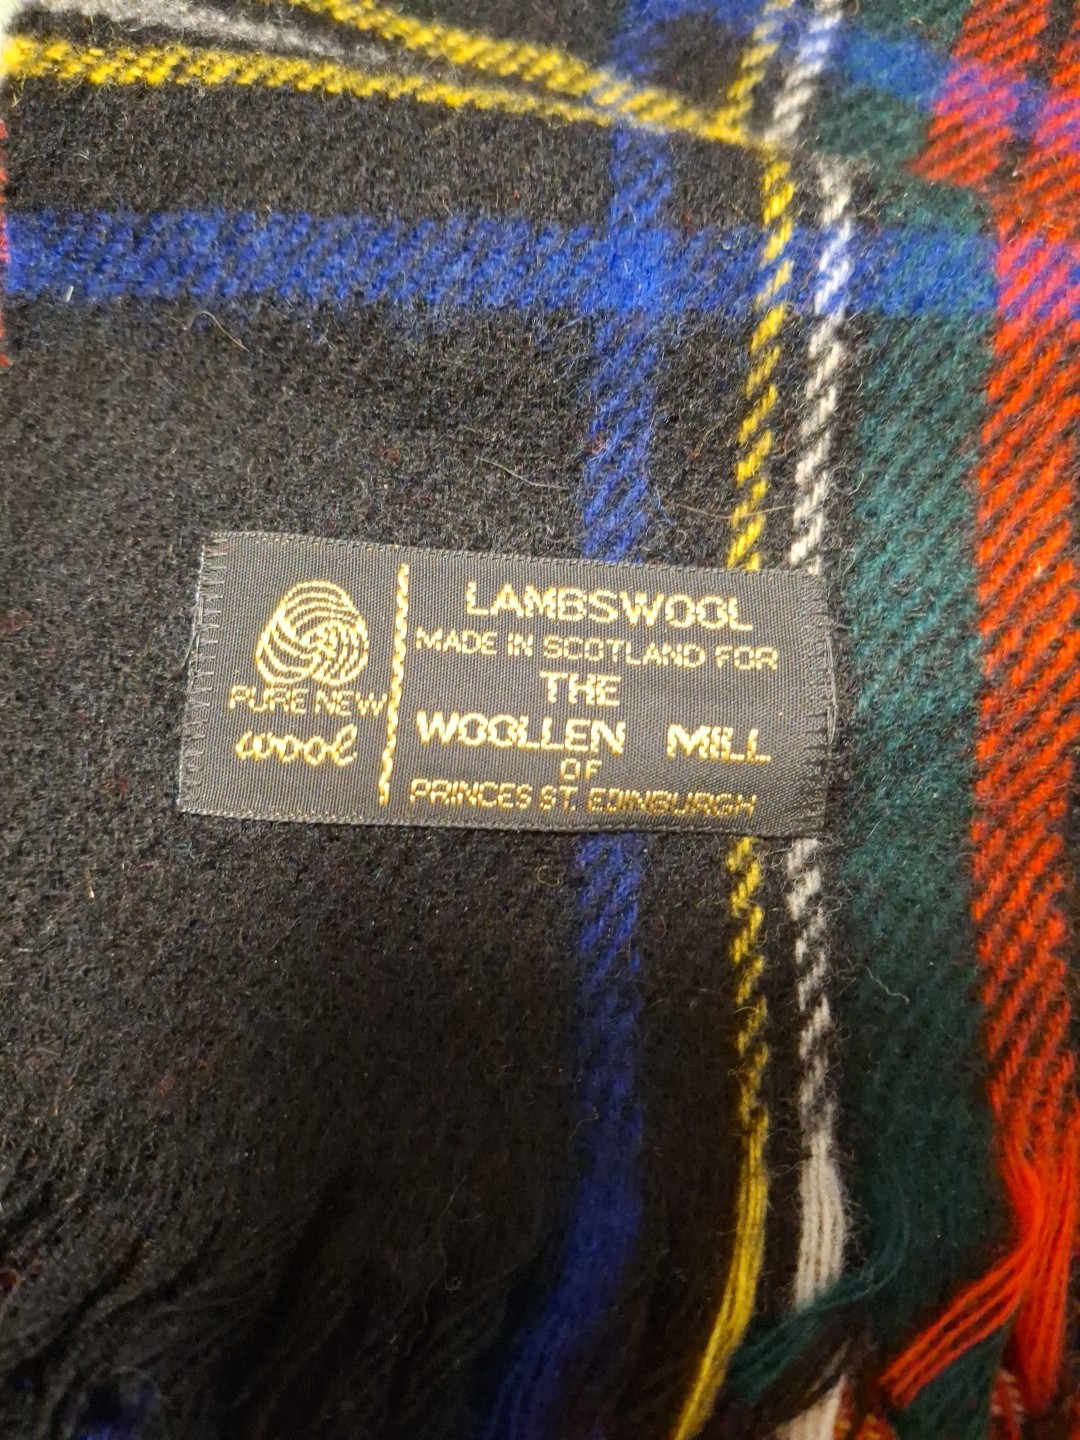 PURE NEW
wool
LAMBSWOOL
MADE IN SCOTLAND FOR
THE
WOOLLEN MILL
OF
PRINCES ST. EDINBURGH